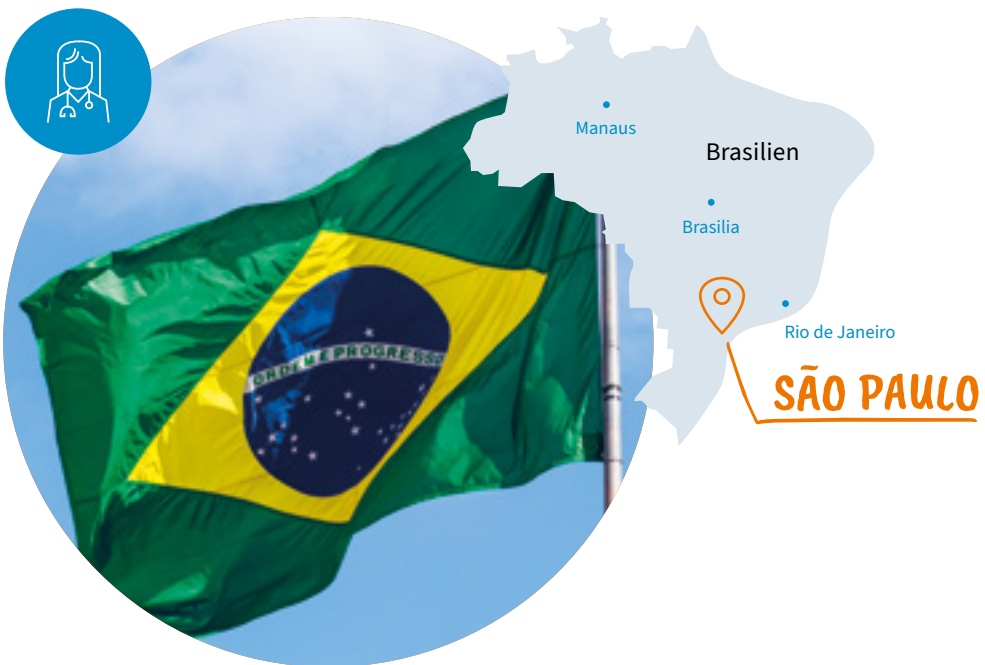 Manaus
Brasilien
Brasilia
Rio de Janeiro
SÃO PAULO
ORDEM E PROGRESSO